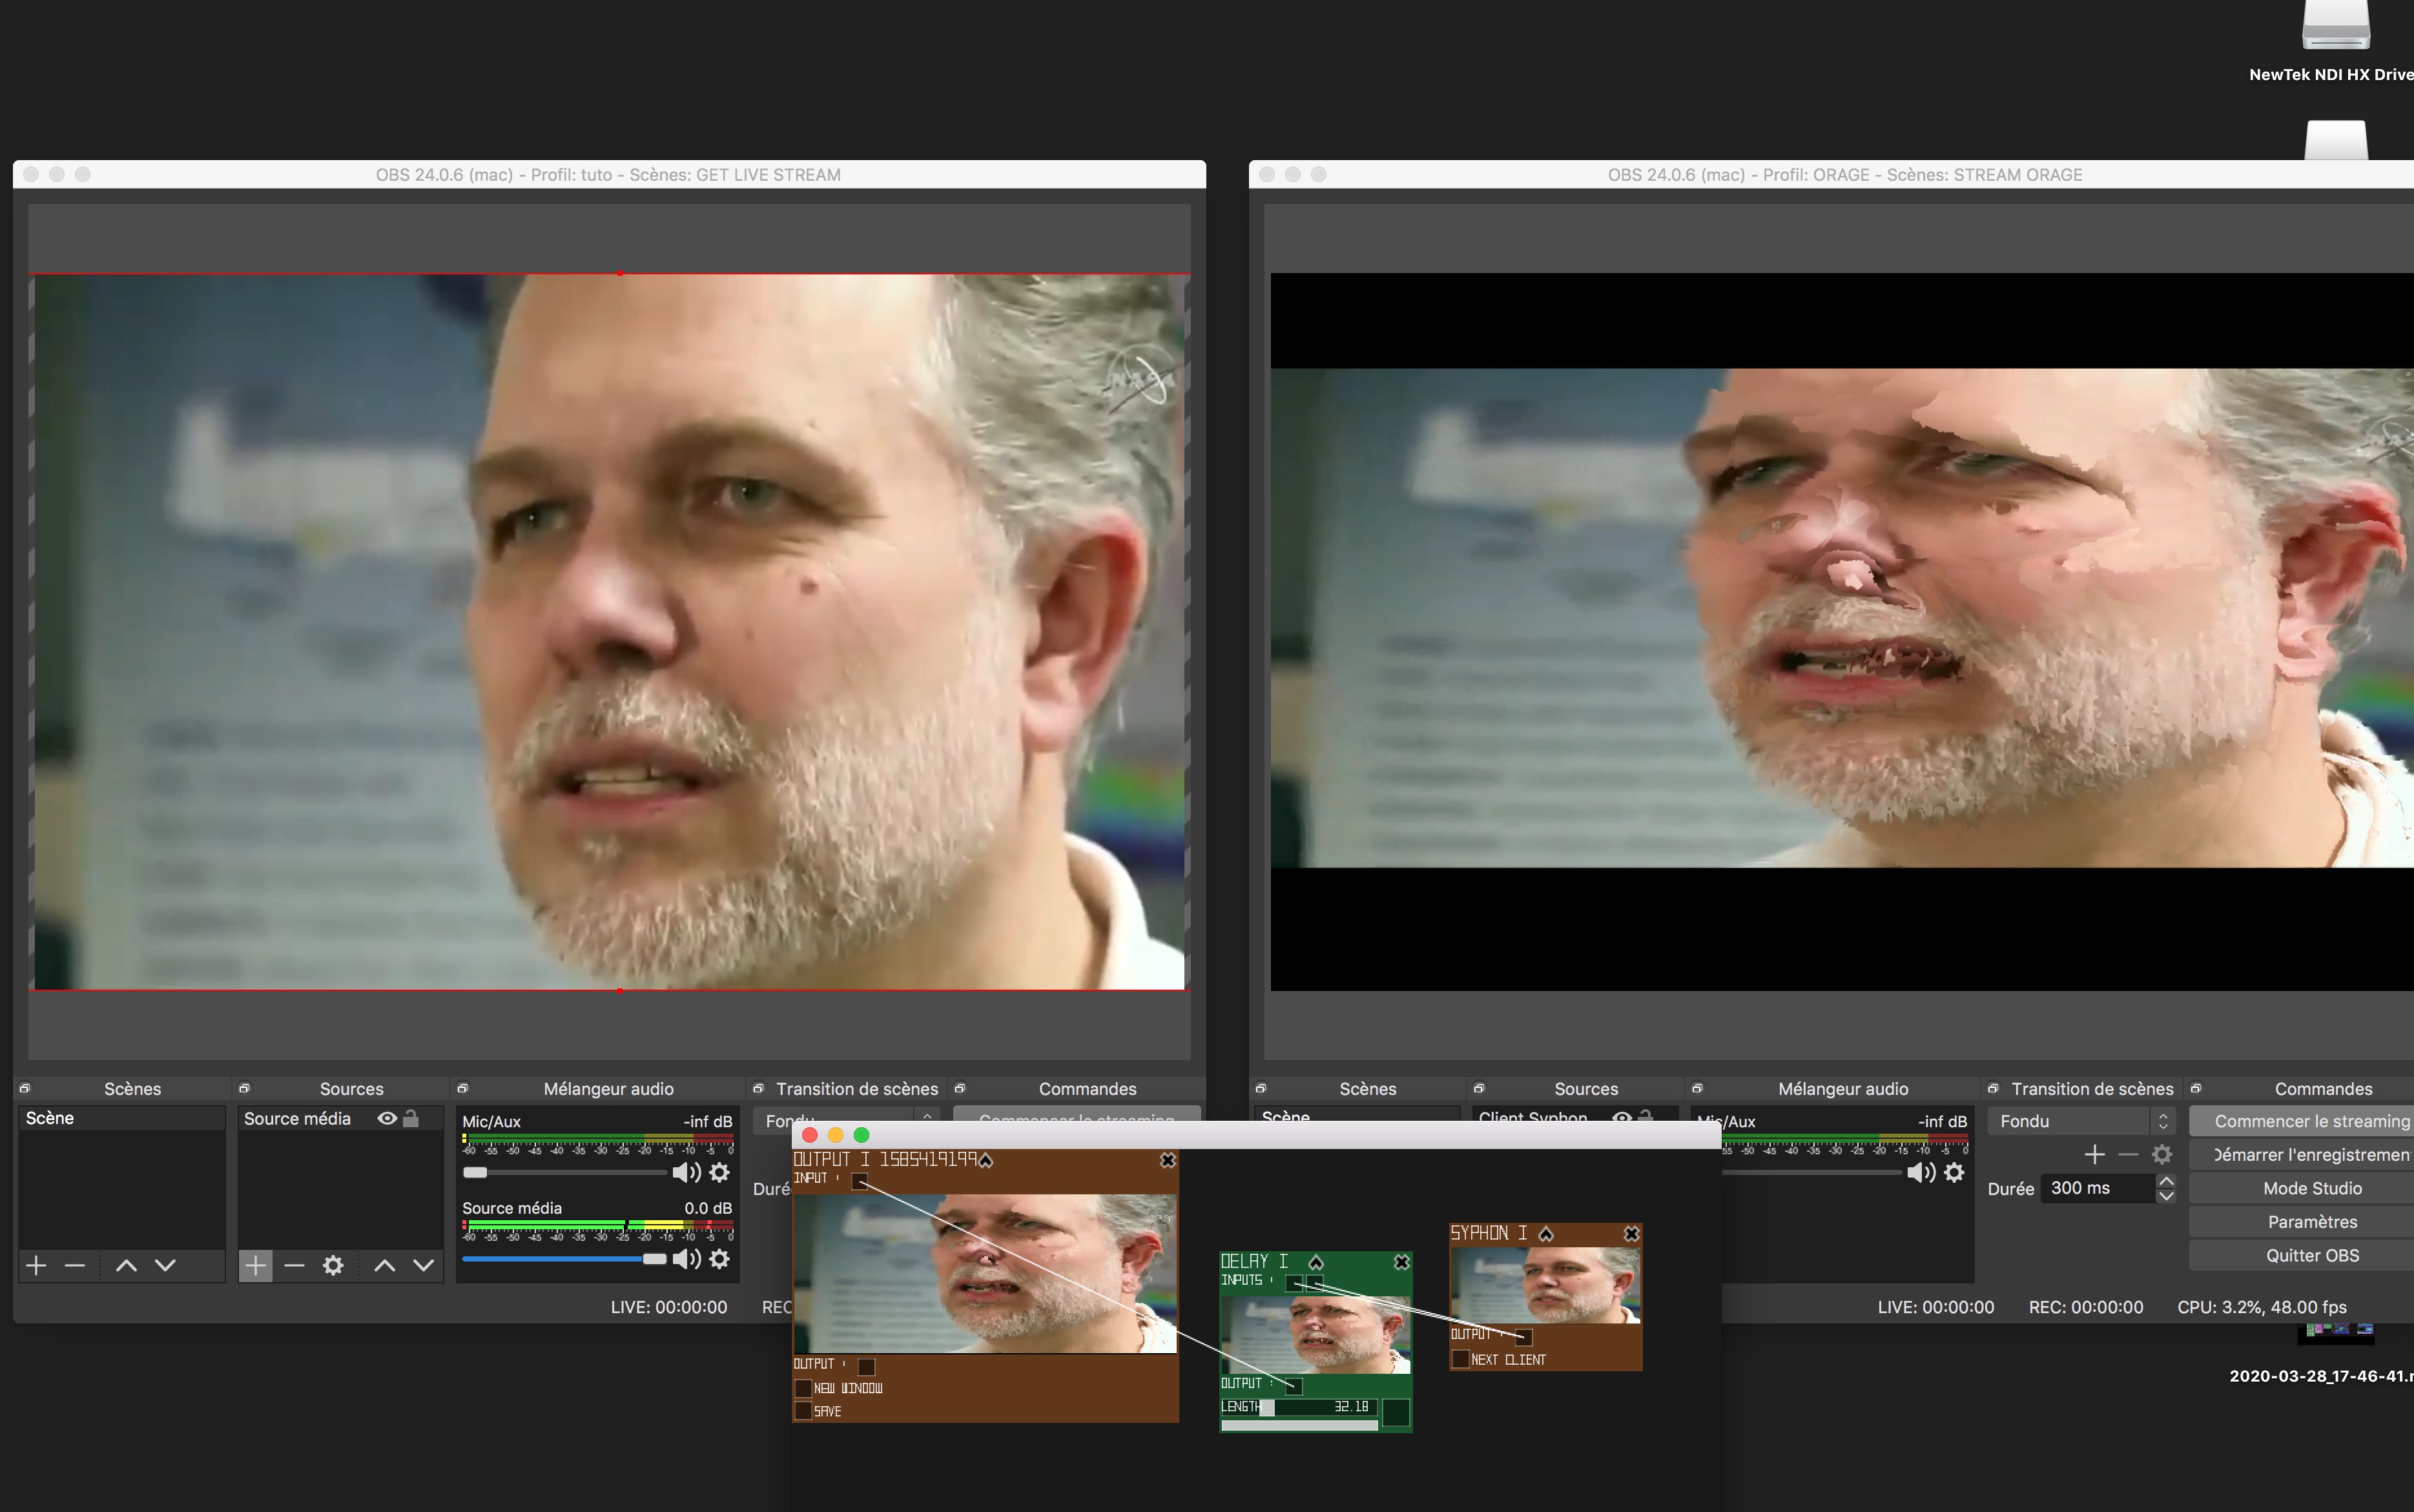 NewTek NDI HX Drive
OBS 24.0.6 (mac) - Profil: tuto - Scènes: GET LIVE STREAM
OBS 24.0.6 (mac) - Profil: ORAGE - Scènes: STREAM ORAGE
NASA
Scènes
Sources
Mélangeur audio
Transition de scènes
Commandes
Scène
Source média
Mic/Aux
-inf dB
-60 -55 -50 -45 -40 -35 -30 -25 -20 -15 -10 -5 0
Source média
0.0 dB
-60 -55 -50 -45 -40 -35 -30 -25 -20 -15 -10 -5 0
Fondu
Commencer le streaming
Durée
LIVE: 00:00:00
REC
Scènes
Sources
Mélangeur audio
Transition de scènes
Commandes
Scène
Client Syphon
Mic/Aux
-inf dB
55 -50 -45 -40 -35 -30 -25 -20 -15 -10 -5 0
Fondu
Durée
300 ms
Commencer le streaming
Démarrer l'enregistremen
Mode Studio
Paramètres
Quitter OBS
LIVE: 00:00:00
REC: 00:00:00
CPU: 3.2%, 48.00 fps
OUTPUT I 1585419199
INPUT :
OUTPUT :
NEW WINDOW
SAVE
DELAY I
INPUTS :
OUTPUT :
LENGTH
32.18
SYPHON I
OUTPUT :
NEXT CLIENT
2020-03-28_17-46-41.